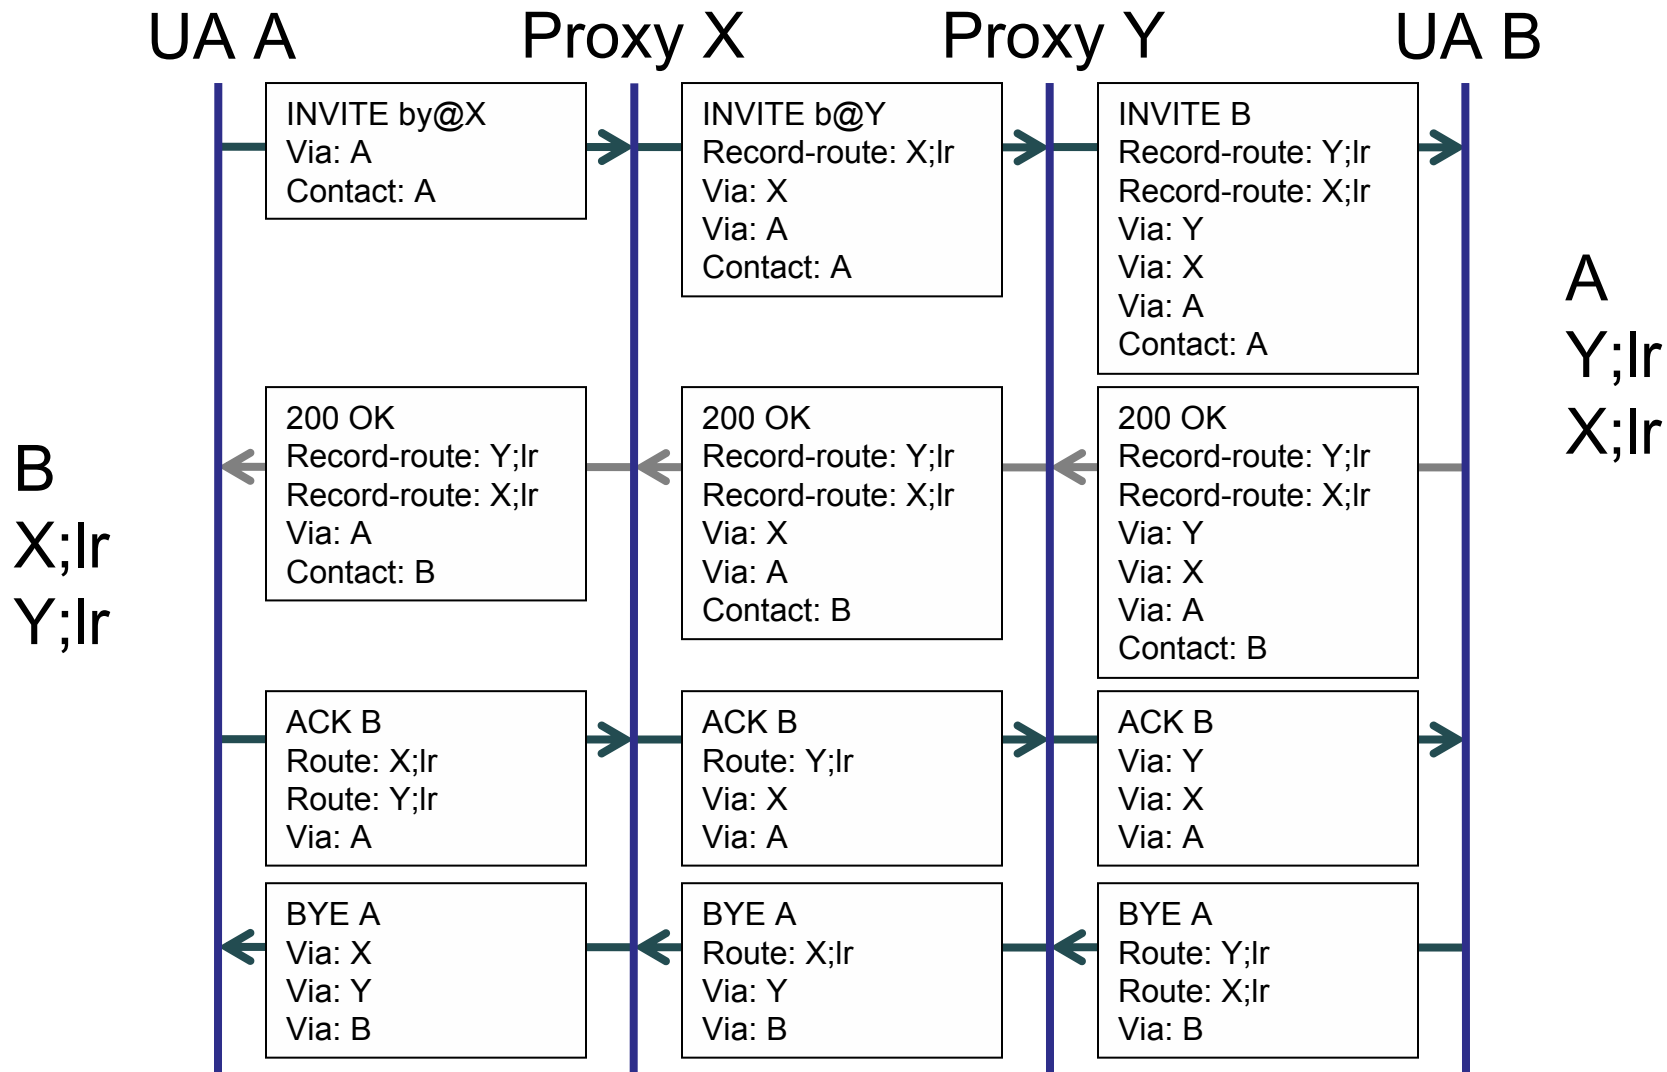 UA A
Proxy X
Proxy Y
UA B
INVITE by@X
Via: A
Contact: A
INVITE b@Y
Record-route: X;lr
Via: X
Via: A
Contact: A
INVITE B
Record-route: Y;lr
Record-route: X;lr
Via: Y
Via: X
Via: A
Contact: A
A
Y;lr
X;lr
B
X;lr
Y;lr
200 OK
Record-route: Y;lr
Record-route: X;lr
Via: A
Contact: B
200 OK
Record-route: Y;lr
Record-route: X;lr
Via: X
Via: A
Contact: B
200 OK
Record-route: Y;lr
Record-route: X;lr
Via: Y
Via: X
Via: A
Contact: B
ACK B
Route: X;lr
Route: Y;lr
Via: A
ACK B
Route: Y;lr
Via: X
Via: A
ACK B
Via: Y
Via: X
Via: A
BYE A
Via: X
Via: Y
Via: B
BYE A
Route: X;lr
Via: Y
Via: B
BYE A
Route: Y;lr
Route: X;lr
Via: B